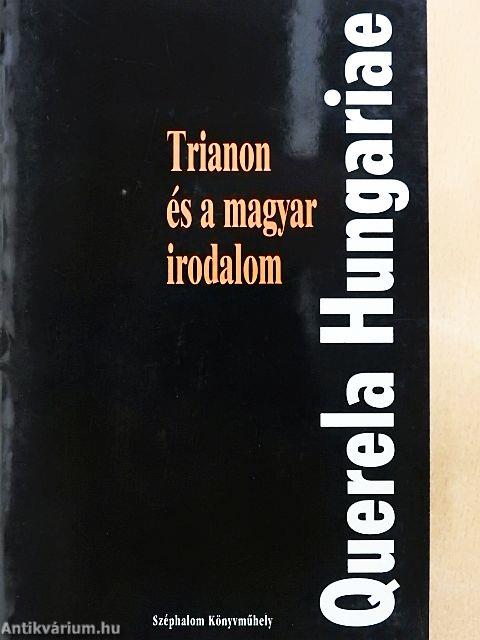 Querela Hungariae
Trianon
és a magyar
irodalom
Széphalom Könyvműhely
Antikvárium.hu